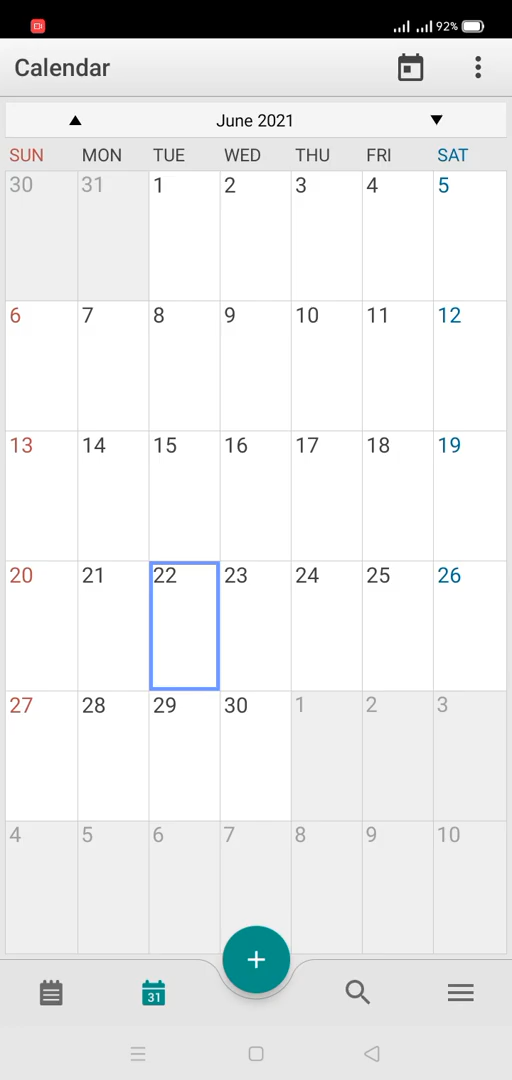 92%
Calendar
June 2021
SUN MON TUE WED THU FRI SAT
30 31 1 2 3 4 5
6 7 8 9 10 11 12
13 14 15 16 17 18 19
20 21 22 23 24 25 26
27 28 29 30 1 2 3
4 5 6 7 8 9 10
+
31